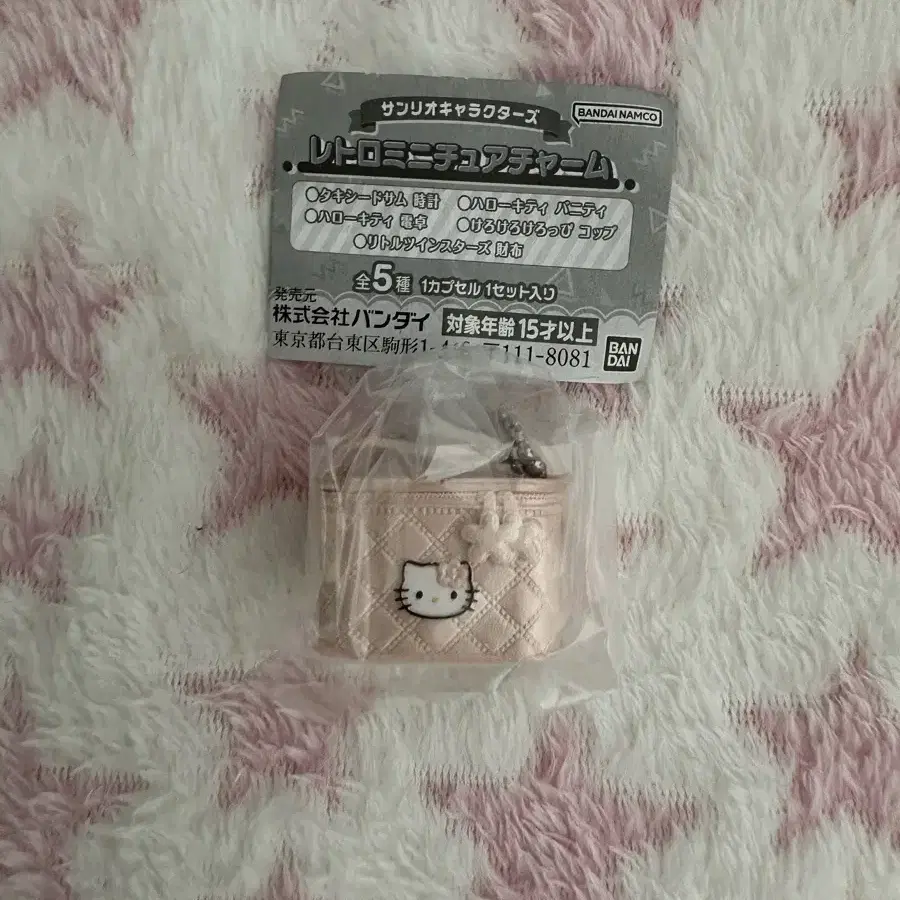 サンリオキャラクターズ
BANDAI NAMCO
レトロミニチュアチャーム
●タキシードサム 時計 ●ハローキティ バニティ
●ハローキティ 電卓 ●けろけろけろっぴ コップ
●リトルツインスターズ 財布
全5種 1カプセル1セット入り
発売元
株式会社バンダイ 対象年齢15才以上
東京都台東区駒形1- 〒111-8081
BAN
DAI